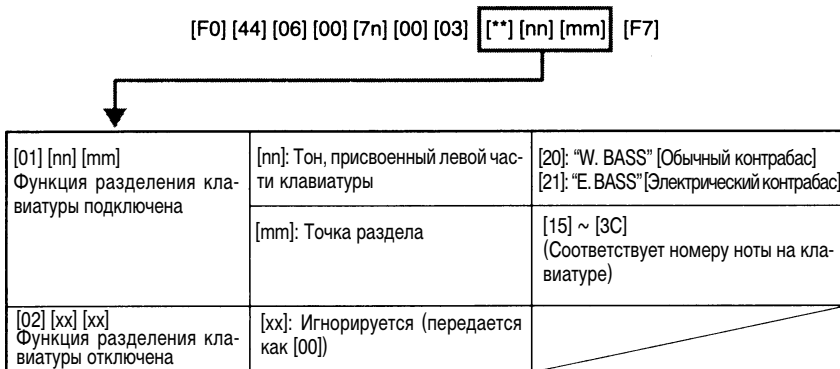 [F0] [44] [06] [00] [7n] [00] [03] [**] [nn] [mm] [F7]
[01] [nn] [mm]
Функция разделения кла-
виатуры подключена
[nn]: Тон, присвоенный левой час-
ти клавиатуры
[20]: “W. BASS” [Обычный контрабас]
[21]: “E. BASS” [Электрический контрабас]
[mm]: Точка раздела
[15] ~ [3C]
(Соответствует номеру ноты на кла-
виатуре)
[02] [xx] [xx]
Функция разделения кла-
виатуры отключена
[xx]: Игнорируется (передается
как [00])